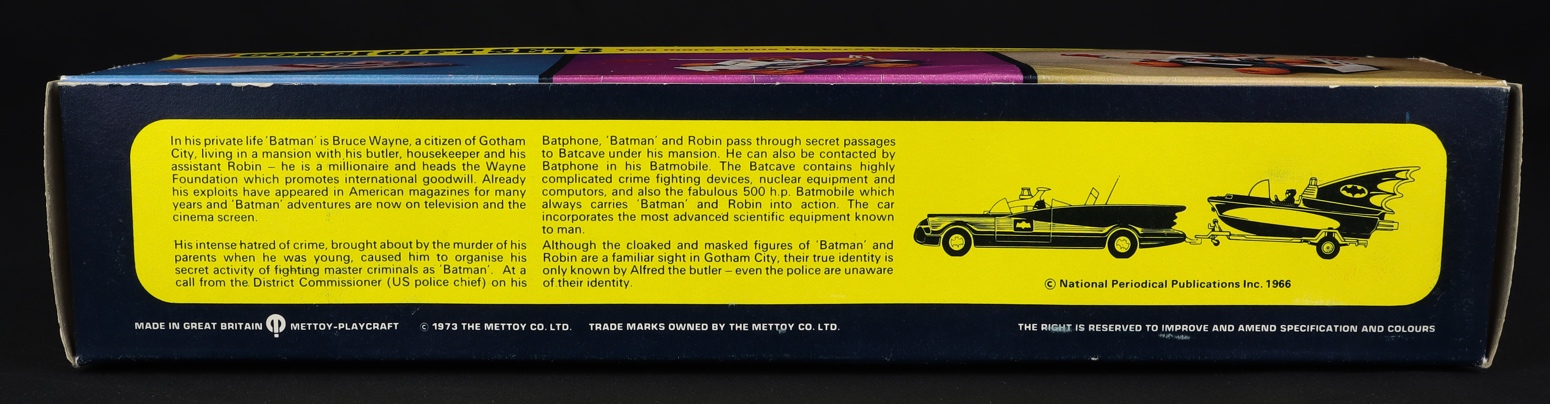 CORGI GIFT SET 3
In his private life 'Batman' is Bruce Wayne, a citizen of Gotham
City, living in a mansion with his butler, housekeeper and his
assistant Robin – he is a millionaire and heads the Wayne
Foundation which promotes international goodwill. Already
his exploits have appeared in American magazines for many
years and 'Batman' adventures are now on television and the
cinema screen.
His intense hatred of crime, brought about by the murder of his
parents when he was young, caused him to organise his
secret activity of fighting master criminals as 'Batman'. At a
call from the District Commissioner (US police chief) on his
Batphone, 'Batman' and Robin pass through secret passages
to Batcave under his mansion. He can also be contacted by
Batphone in his Batmobile. The Batcave contains highly
complicated crime fighting devices, nuclear equipment and
computors, and also the fabulous 500 h.p. Batmobile which
always carries 'Batman' and Robin into action. The car
incorporates the most advanced scientific equipment known
to man.
Although the cloaked and masked figures of 'Batman' and
Robin are a familiar sight in Gotham City, their true identity is
only known by Alfred the butler – even the police are unaware
of their identity.
© National Periodical Publications Inc. 1966
MADE IN GREAT BRITAIN METTOY-PLAYCRAFT © 1973 THE METTOY CO. LTD. TRADE MARKS OWNED BY THE METTOY CO. LTD. THE RIGHT IS RESERVED TO IMPROVE AND AMEND SPECIFICATION AND COLOURS